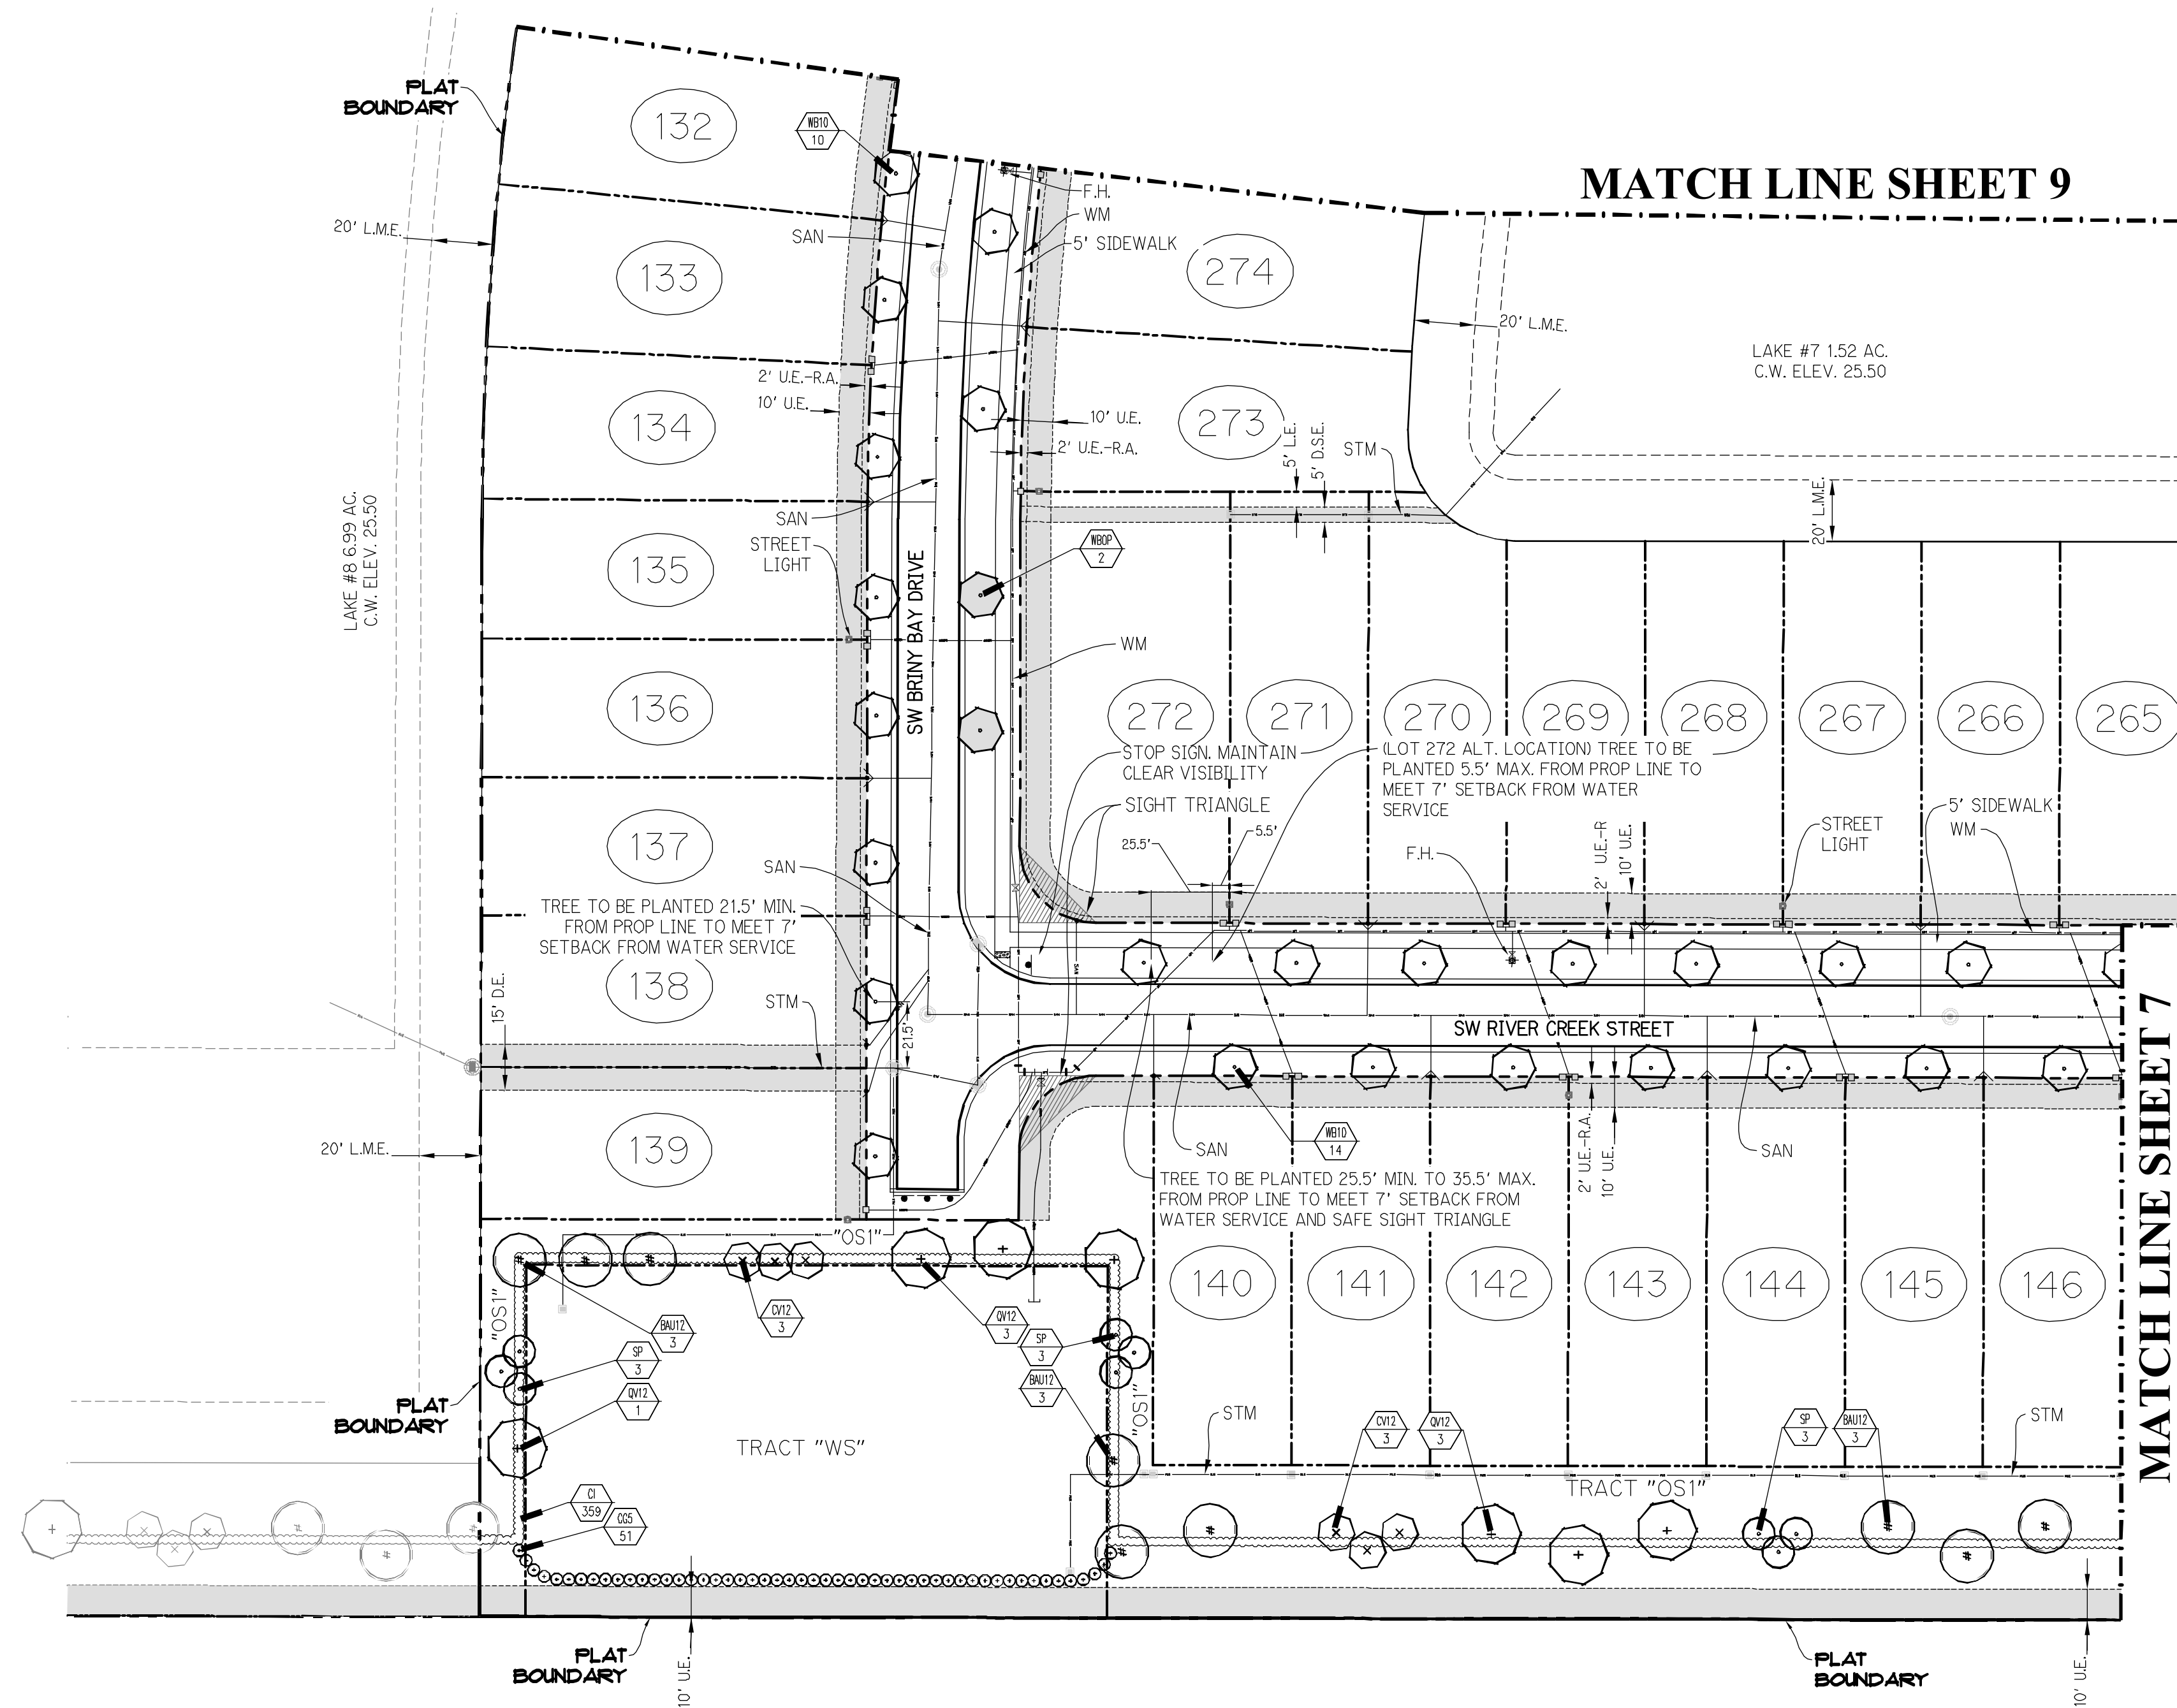 PLAT
BOUNDARY
132
WB10
10
MATCH LINE SHEET 9
F.H.
WM
5' SIDEWALK
20' L.M.E.
SAN
133
274
20' L.M.E.
LAKE #7 1.52 AC.
C.W. ELEV. 25.50
2' U.E.-R.A.
10' U.E.
134
10' U.E.
2' U.E.-R.A.
273
5' L.E.
5' D.S.E.
STM
20' L.M.E.
LAKE #8 6.99 AC.
C.W. ELEV. 25.50
SAN
STREET
LIGHT
135
SW BRINY BAY DRIVE
WBOP
2
WM
136
272
271
270
269
268
267
266
265
STOP SIGN. MAINTAIN
CLEAR VISIBILITY
(LOT 272 ALT. LOCATION) TREE TO BE
PLANTED 5.5' MAX. FROM PROP LINE TO
MEET 7' SETBACK FROM WATER
SERVICE
SIGHT TRIANGLE
25.5'
5.5'
F.H.
2' U.E.-R
10' U.E.
STREET
LIGHT
5' SIDEWALK
WM
137
SAN
TREE TO BE PLANTED 21.5' MIN.
FROM PROP LINE TO MEET 7'
SETBACK FROM WATER SERVICE
138
15' D.E.
STM
21.5'
SAN
SW RIVER CREEK STREET
MATCH LINE SHEET 7
20' L.M.E.
139
WB10
14
SAN
2' U.E.-R.A.
10' U.E.
SAN
TREE TO BE PLANTED 25.5' MIN. TO 35.5' MAX.
FROM PROP LINE TO MEET 7' SETBACK FROM
WATER SERVICE AND SAFE SIGHT TRIANGLE
"OS1"
140
141
142
143
144
145
146
"OS1"
BAU12
3
CV12
3
QV12
3
SP
3
SP
3
BAU12
3
QV12
1
PLAT
BOUNDARY
"OS1"
TRACT "WS"
STM
CV12
3
QV12
3
SP
3
BAU12
3
STM
TRACT "OS1"
CI
359
CG5
51
PLAT
BOUNDARY
10' U.E.
PLAT
BOUNDARY
10' U.E.